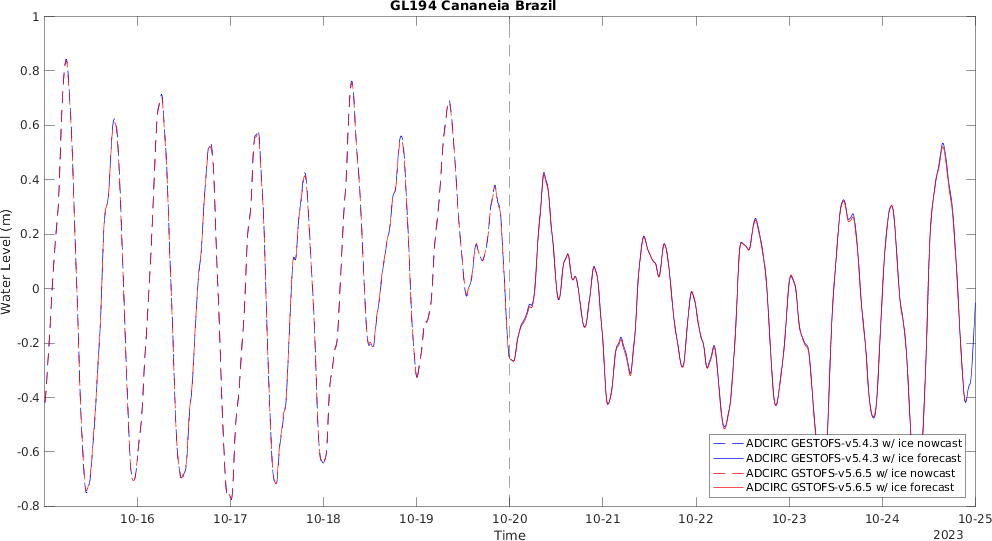 GL194 Cananeia Brazil
1
0.8
0.6
0.4
0.2
0
-0.2
-0.4
-0.6
-0.8
Water Level (m)
ADCIRC GESTOFS-v5.4.3 w/ ice nowcast
ADCIRC GESTOFS-v5.4.3 w/ ice forecast
ADCIRC GSTOFS-v5.6.5 w/ ice nowcast
ADCIRC GSTOFS-v5.6.5 w/ ice forecast
10-16 10-17 10-18 10-19 10-20 10-21 10-22 10-23 10-24 10-25
Time
2023